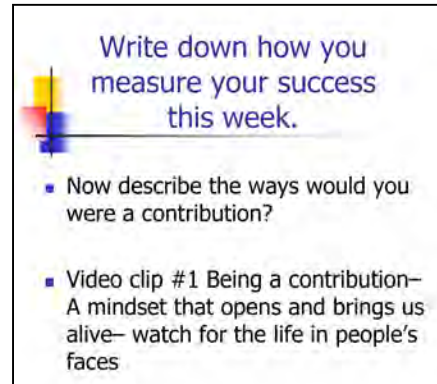 Write down how you
measure your success
this week.
Now describe the ways would you
were a contribution?
Video clip #1 Being a contribution–
A mindset that opens and brings us
alive– watch for the life in people's
faces